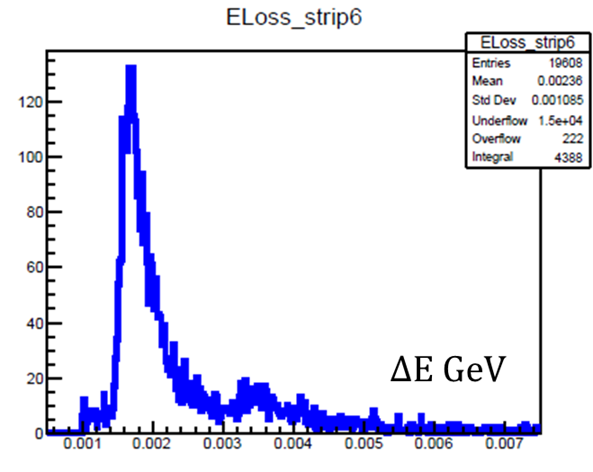 ELoss_strip6
ELoss_strip6
Entries 19608
Mean 0.00236
Std Dev 0.001085
Underflow 1.5e+04
Overflow 222
Integral 4388
120
100
80
60
40
20
0
ΔE GeV
0.001 0.002 0.003 0.004 0.005 0.006 0.007